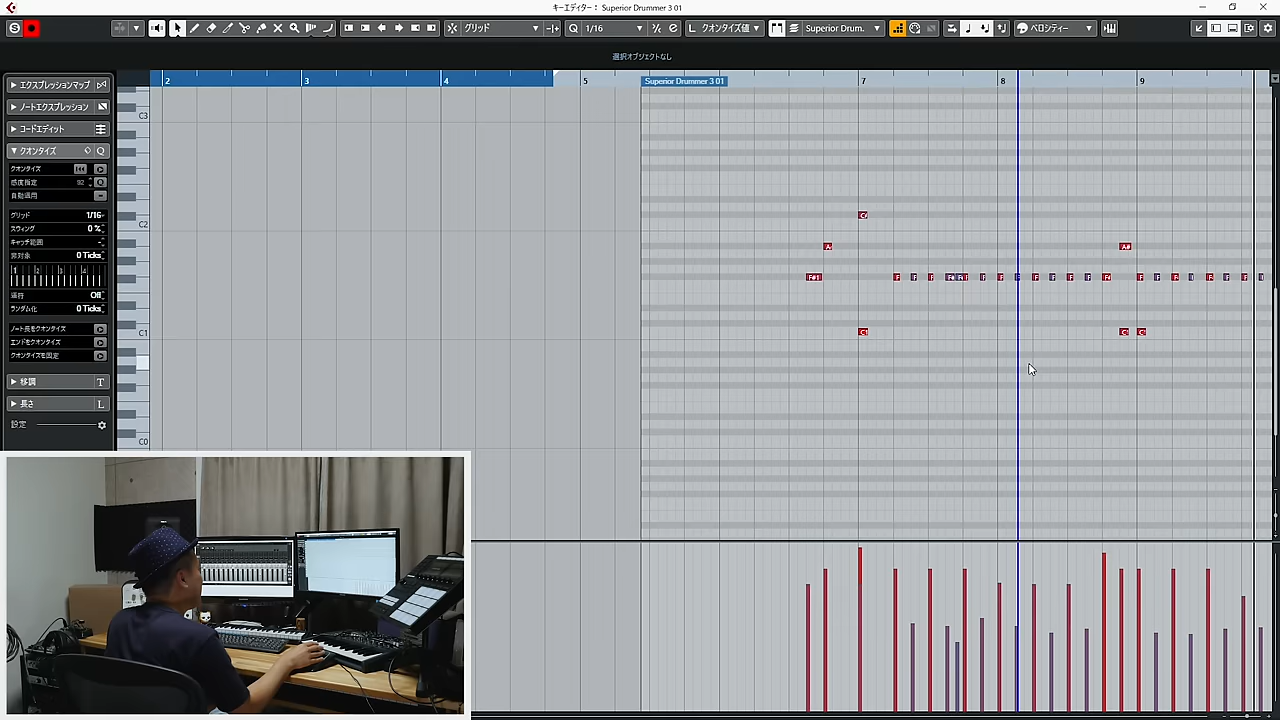 キーエディター： Superior Drummer 3 01
グリッド
Q 1/16
L クオンタイズ値
Superior Drum.
ベロシティー
選択オブジェクトなし
2 3 4 5 7 8 9
Superior Drummer 3 01
エクスプレッションマップ
ノートエクスプレッション
コードエディット
クオンタイズ
クオンタイズ
感度指定 92
自動適用
グリッド 1/16
スウィング 0 %
キャッチ範囲 -
非対象 0 Ticks
1 2 3 4
連符 Off
ランダム化 0 Ticks
ノート長をクオンタイズ
エンドをクオンタイズ
クオンタイズを固定
移調 T
長さ L
設定
C3
C2
C1
C0
F#1
A#